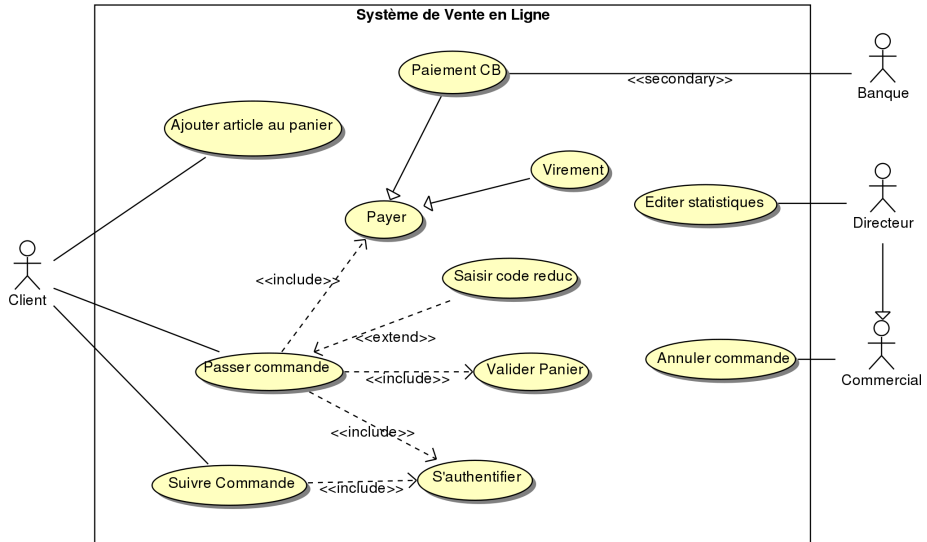 Système de Vente en Ligne
Paiement CB
<<secondary>>
Banque
Ajouter article au panier
Virement
Editer statistiques
Payer
Directeur
<<include>>
Saisir code reduc
Client
<<extend>>
Passer commande
<<include>>
Valider Panier
Annuler commande
Commercial
<<include>>
Suivre Commande
<<include>>
S'authentifier